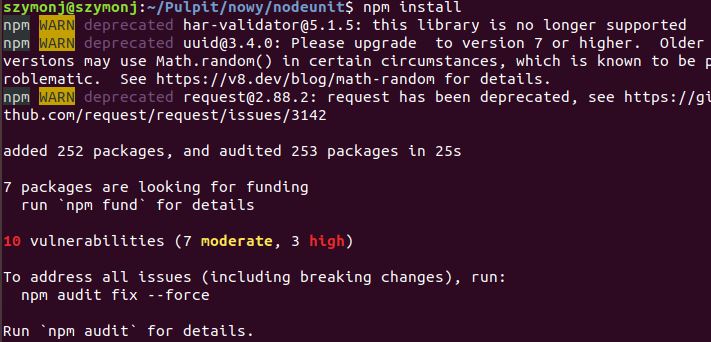 szymonj@szymonj:~/Pulpit/nowy/nodeunit$ npm install
npm WARN deprecated har-validator@5.1.5: this library is no longer supported
npm WARN deprecated uuid@3.4.0: Please upgrade  to version 7 or higher.  Older
versions may use Math.random() in certain circumstances, which is known to be p
roblematic.  See https://v8.dev/blog/math-random for details.
npm WARN deprecated request@2.88.2: request has been deprecated, see https://gi
thub.com/request/request/issues/3142
added 252 packages, and audited 253 packages in 25s
7 packages are looking for funding
  run `npm fund` for details
10 vulnerabilities (7 moderate, 3 high)
To address all issues (including breaking changes), run:
  npm audit fix --force
Run `npm audit` for details.